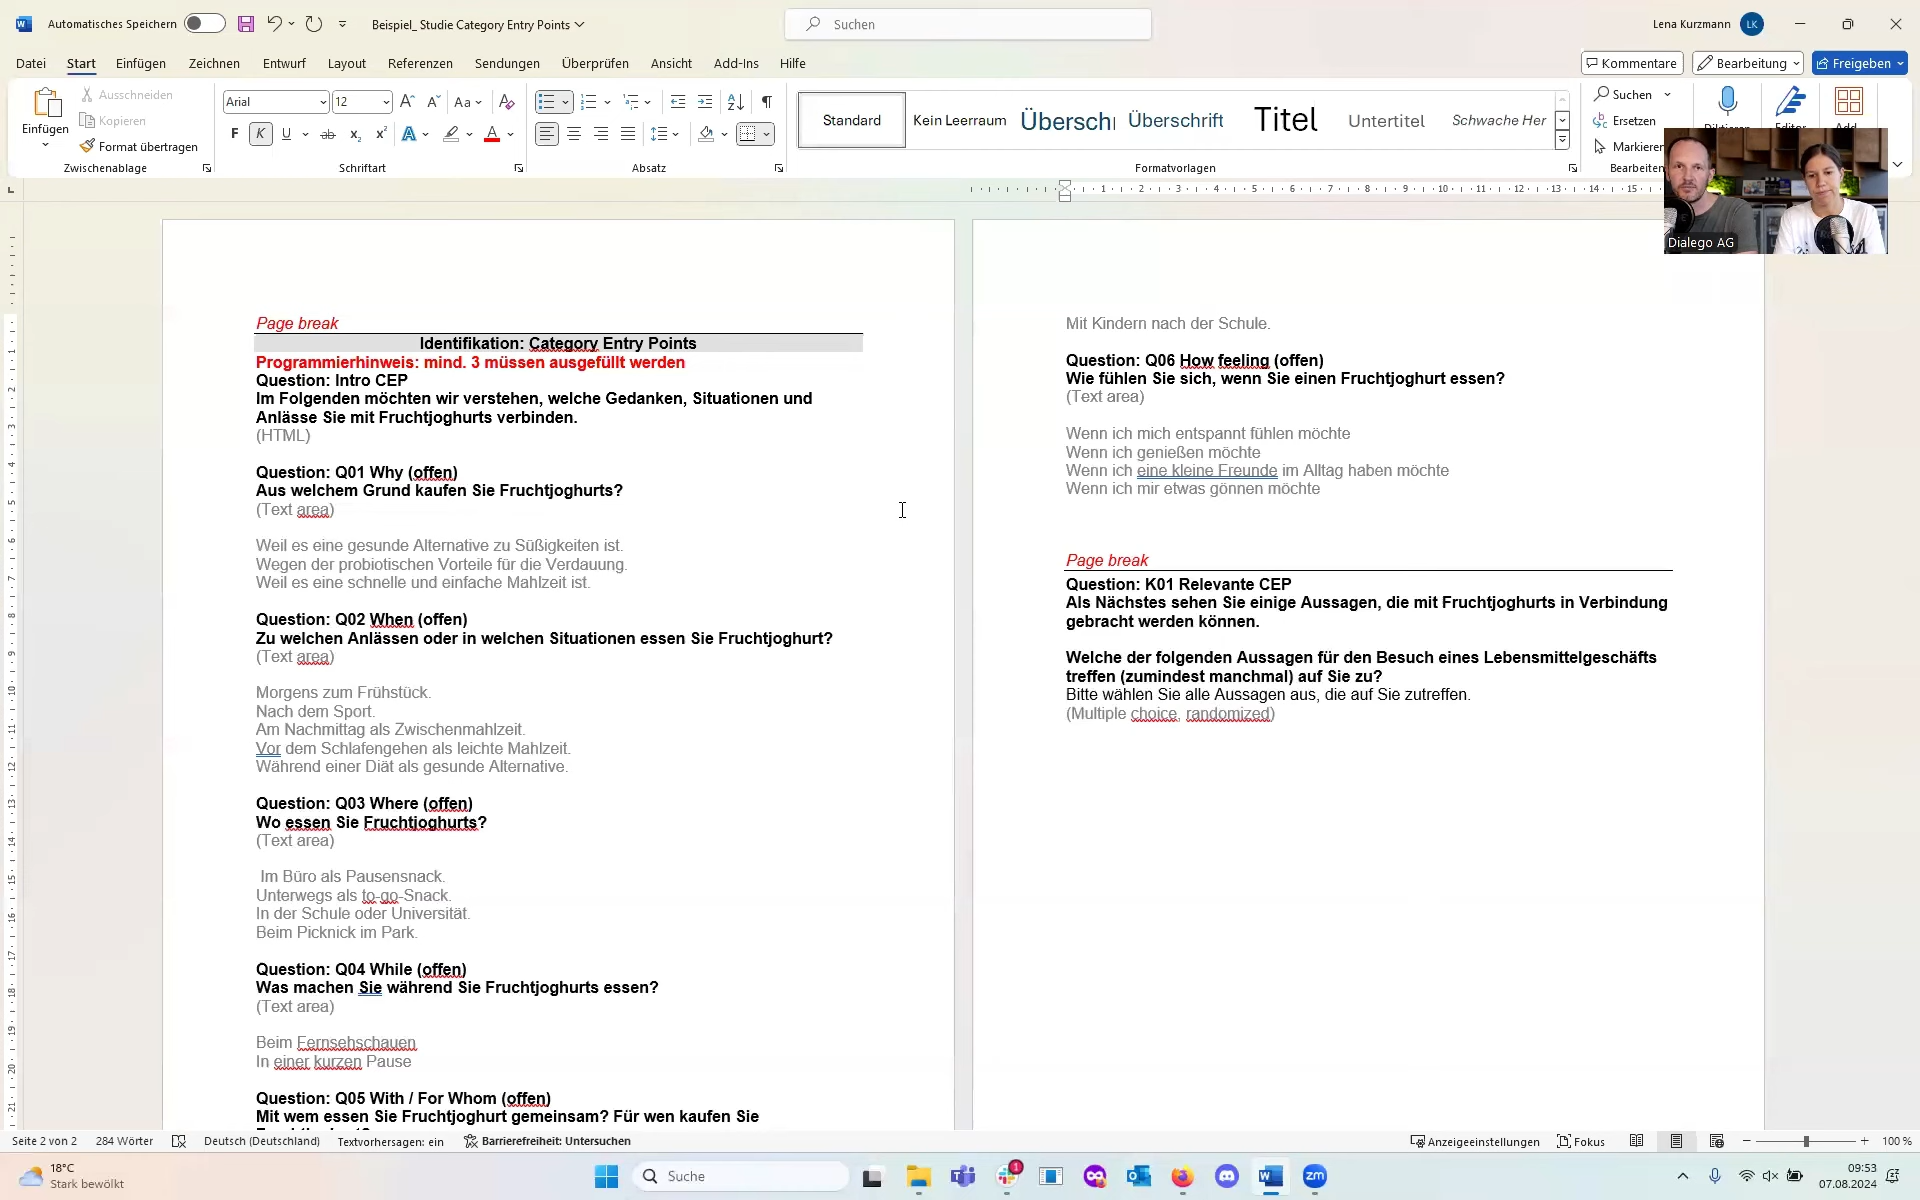 Automatisches Speichern
Beispiel_ Studie Category Entry Points
Suchen
Lena Kurzmann
LK
Datei
Start
Einfügen
Zeichnen
Entwurf
Layout
Referenzen
Sendungen
Überprüfen
Ansicht
Add-Ins
Hilfe
Kommentare
Bearbeitung
Freigeben
Einfügen
Ausschneiden
Kopieren
Format übertragen
Zwischenablage
Arial
12
Schriftart
Absatz
Standard
Kein Leerraum
Überschrift
Titel
Untertitel
Schwache Her
Formatvorlagen
Suchen
Ersetzen
Markieren
Bearbeiten
Dialego AG
Page break
Identifikation: Category Entry Points
Programmierhinweis: mind. 3 müssen ausgefüllt werden
Question: Intro CEP
Im Folgenden möchten wir verstehen, welche Gedanken, Situationen und
Anlässe Sie mit Fruchtjoghurts verbinden.
(HTML)
Question: Q01 Why (offen)
Aus welchem Grund kaufen Sie Fruchtjoghurts?
(Text area)
Weil es eine gesunde Alternative zu Süßigkeiten ist.
Wegen der probiotischen Vorteile für die Verdauung.
Weil es eine schnelle und einfache Mahlzeit ist.
Question: Q02 When (offen)
Zu welchen Anlässen oder in welchen Situationen essen Sie Fruchtjoghurt?
(Text area)
Morgens zum Frühstück.
Nach dem Sport.
Am Nachmittag als Zwischenmahlzeit.
Vor dem Schlafengehen als leichte Mahlzeit.
Während einer Diät als gesunde Alternative.
Question: Q03 Where (offen)
Wo essen Sie Fruchtjoghurts?
(Text area)
Im Büro als Pausensnack.
Unterwegs als to-go-Snack.
In der Schule oder Universität.
Beim Picknick im Park.
Question: Q04 While (offen)
Was machen Sie während Sie Fruchtjoghurts essen?
(Text area)
Beim Fernsehschauen
In einer kurzen Pause
Question: Q05 With / For Whom (offen)
Mit wem essen Sie Fruchtjoghurt gemeinsam? Für wen kaufen Sie
Mit Kindern nach der Schule.
Question: Q06 How feeling (offen)
Wie fühlen Sie sich, wenn Sie einen Fruchtjoghurt essen?
(Text area)
Wenn ich mich entspannt fühlen möchte
Wenn ich genießen möchte
Wenn ich eine kleine Freunde im Alltag haben möchte
Wenn ich mir etwas gönnen möchte
Page break
Question: K01 Relevante CEP
Als Nächstes sehen Sie einige Aussagen, die mit Fruchtjoghurts in Verbindung
gebracht werden können.
Welche der folgenden Aussagen für den Besuch eines Lebensmittelgeschäfts
treffen (zumindest manchmal) auf Sie zu?
Bitte wählen Sie alle Aussagen aus, die auf Sie zutreffen.
(Multiple choice, randomized)
Seite 2 von 2
284 Wörter
Deutsch (Deutschland)
Textvorhersagen: ein
Barrierefreiheit: Untersuchen
Anzeigeeinstellungen
Fokus
100 %
18°C
Stark bewölkt
Suche
09:53
07.08.2024